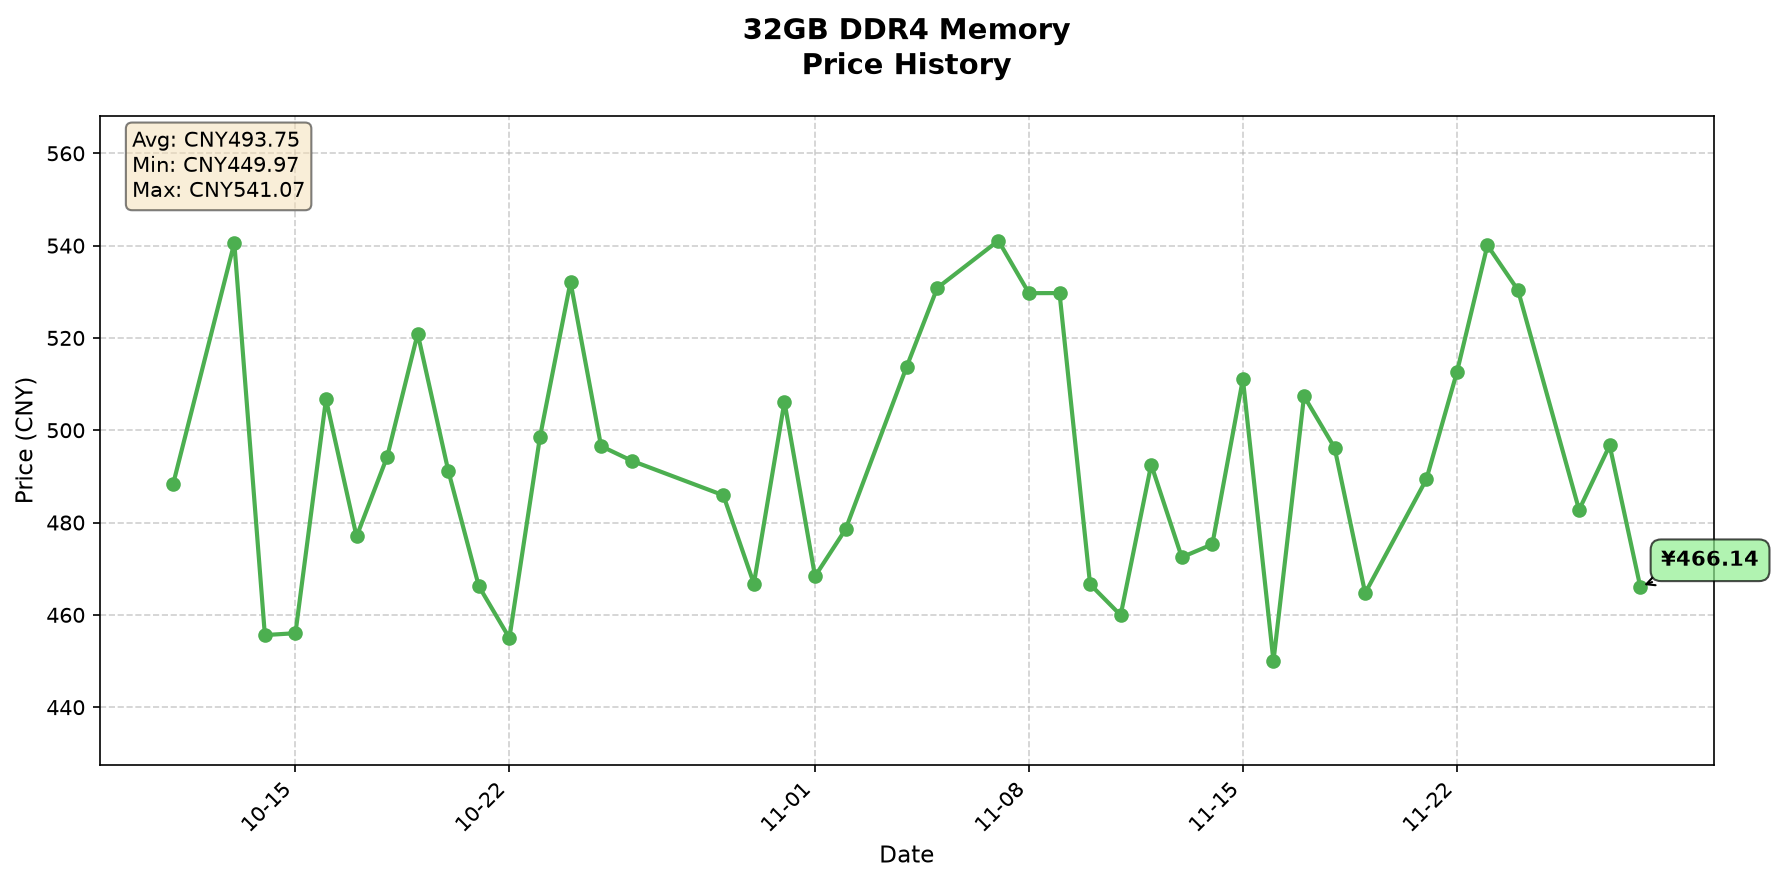 32GB DDR4 Memory
Price History
Avg: CNY493.75
Min: CNY449.97
Max: CNY541.07
560
540
520
500
480
460
440
Price (CNY)
¥466.14
10-15
10-22
11-01
11-08
11-15
11-22
Date